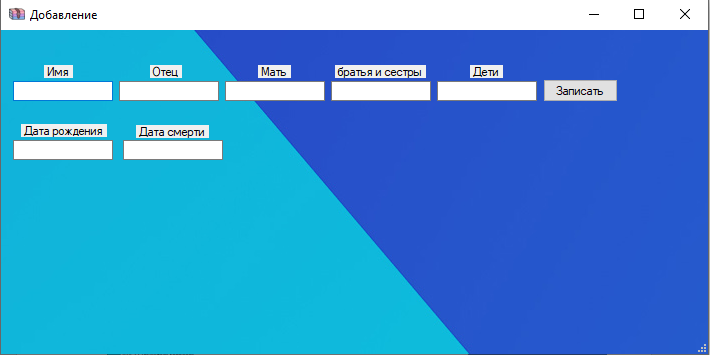 Добавление
Имя Отец Мать братья и сестры Дети
Записать
Дата рождения Дата смерти